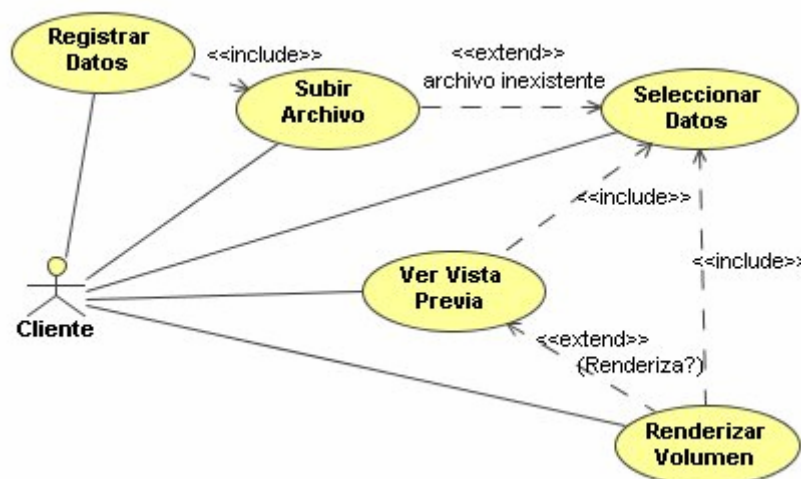 Registrar
Datos
<<include>>
Subir
Archivo
<<extend>>
archivo inexistente
Seleccionar
Datos
<<include>>
<<include>>
Ver Vista
Previa
Cliente
<<extend>>
(Renderiza?)
Renderizar
Volumen